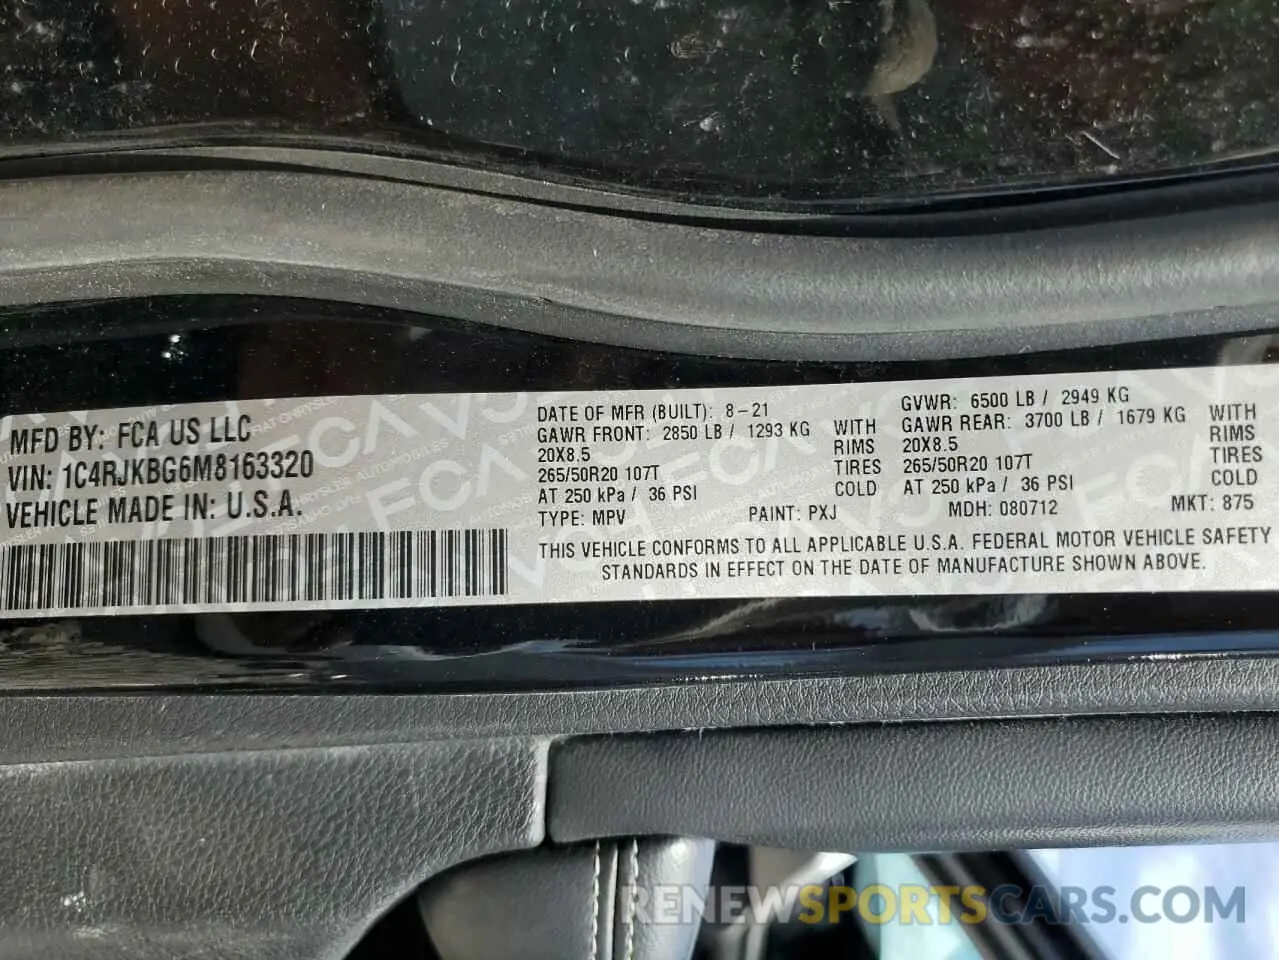 MFD BY: FCA US LLC
VIN: 1C4RJKBG6M8163320
VEHICLE MADE IN: U.S.A.
DATE OF MFR (BUILT): 8-21
GAWR FRONT: 2850 LB / 1293 KG WITH
20X8.5 RIMS
265/50R20 107T TIRES
AT 250 kPa / 36 PSI COLD
GVWR: 6500 LB / 2949 KG
GAWR REAR: 3700 LB / 1679 KG WITH
20X8.5 RIMS
265/50R20 107T TIRES
AT 250 kPa / 36 PSI COLD
TYPE: MPV PAINT: PXJ MDH: 080712 MKT: 875
THIS VEHICLE CONFORMS TO ALL APPLICABLE U.S.A. FEDERAL MOTOR VEHICLE SAFETY
STANDARDS IN EFFECT ON THE DATE OF MANUFACTURE SHOWN ABOVE.
RENEWSPORTSCARS.COM